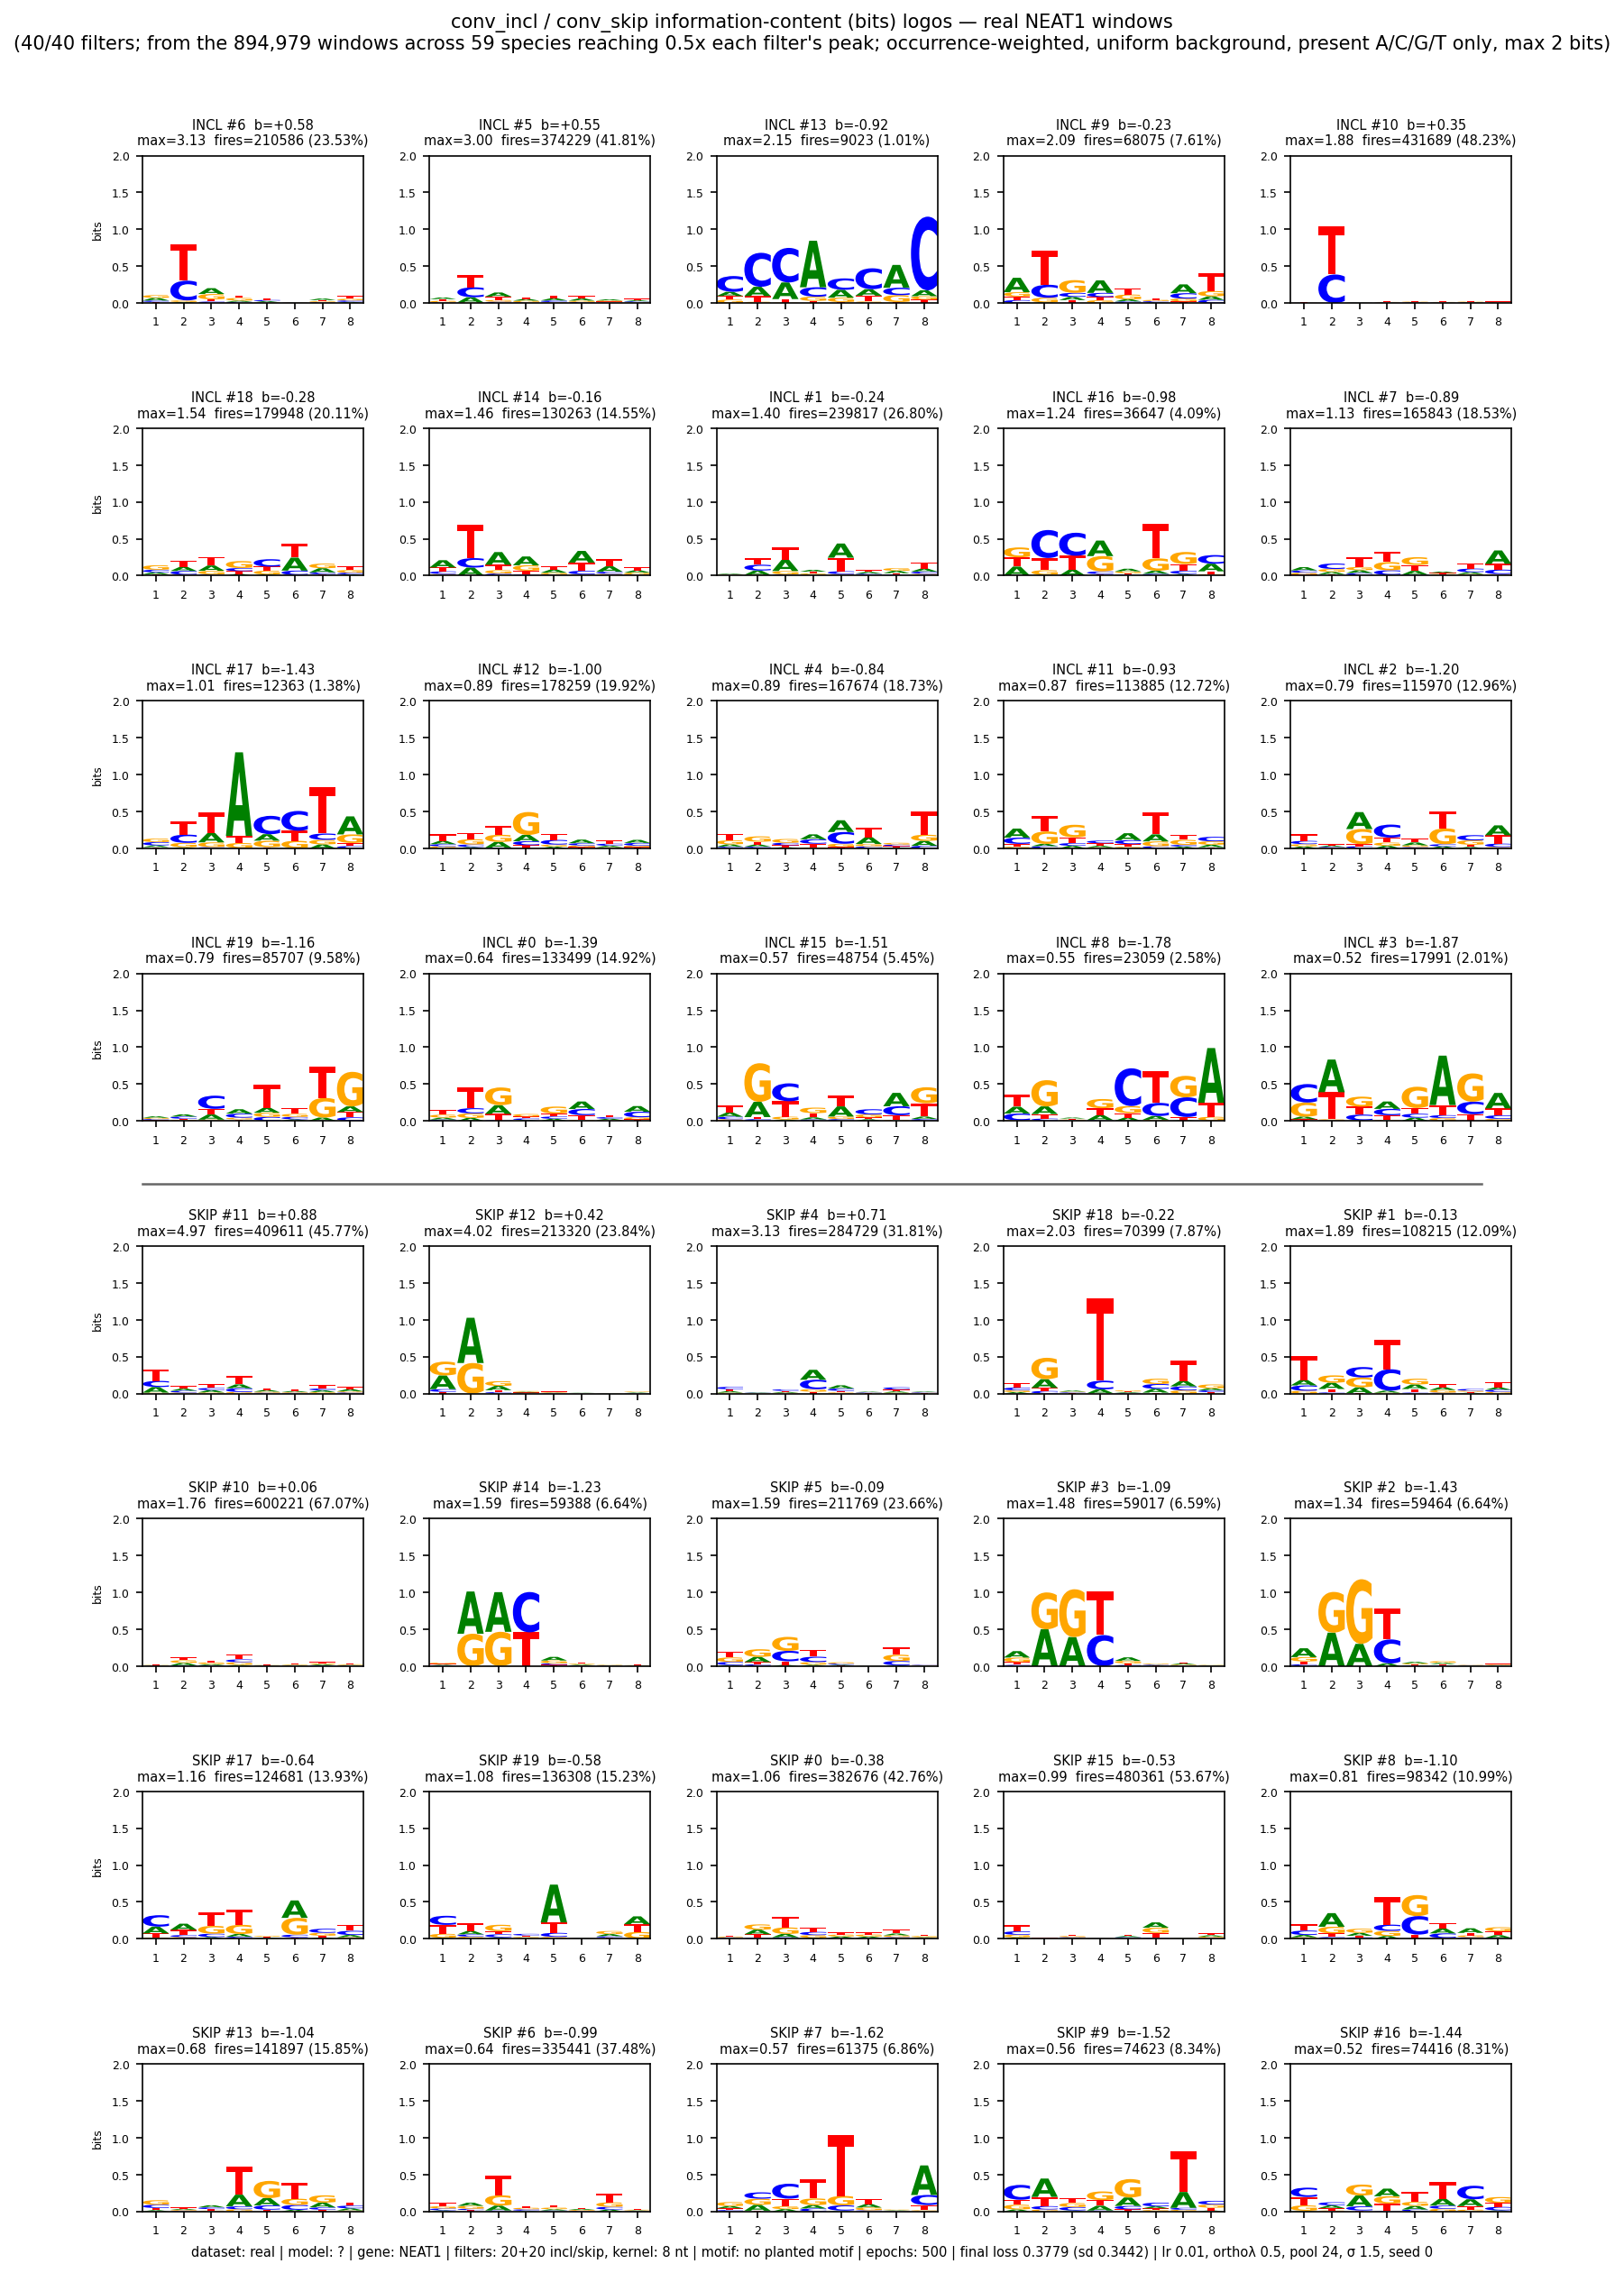 conv_incl / conv_skip information-content (bits) logos — real NEAT1 windows
(40/40 filters; from the 894,979 windows across 59 species reaching 0.5x each filter's peak; occurrence-weighted, uniform background, present A/C/G/T only, max 2 bits)
INCL #6 b=+0.58
max=3.13 fires=210586 (23.53%)
INCL #5 b=+0.55
max=3.00 fires=374229 (41.81%)
INCL #13 b=-0.92
max=2.15 fires=9023 (1.01%)
INCL #9 b=-0.23
max=2.09 fires=68075 (7.61%)
INCL #10 b=+0.35
max=1.88 fires=431689 (48.23%)
bits
INCL #18 b=-0.28
max=1.54 fires=179948 (20.11%)
INCL #14 b=-0.16
max=1.46 fires=130263 (14.55%)
INCL #1 b=-0.24
max=1.40 fires=239817 (26.80%)
INCL #16 b=-0.98
max=1.24 fires=36647 (4.09%)
INCL #7 b=-0.89
max=1.13 fires=165843 (18.53%)
bits
INCL #17 b=-1.43
max=1.01 fires=12363 (1.38%)
INCL #12 b=-1.00
max=0.89 fires=178259 (19.92%)
INCL #4 b=-0.84
max=0.89 fires=167674 (18.73%)
INCL #11 b=-0.93
max=0.87 fires=113885 (12.72%)
INCL #2 b=-1.20
max=0.79 fires=115970 (12.96%)
bits
INCL #19 b=-1.16
max=0.79 fires=85707 (9.58%)
INCL #0 b=-1.39
max=0.64 fires=133499 (14.92%)
INCL #15 b=-1.51
max=0.57 fires=48754 (5.45%)
INCL #8 b=-1.78
max=0.55 fires=23059 (2.58%)
INCL #3 b=-1.87
max=0.52 fires=17991 (2.01%)
bits
SKIP #11 b=+0.88
max=4.97 fires=409611 (45.77%)
SKIP #12 b=+0.42
max=4.02 fires=213320 (23.84%)
SKIP #4 b=+0.71
max=3.13 fires=284729 (31.81%)
SKIP #18 b=-0.22
max=2.03 fires=70399 (7.87%)
SKIP #1 b=-0.13
max=1.89 fires=108215 (12.09%)
bits
SKIP #10 b=+0.06
max=1.76 fires=600221 (67.07%)
SKIP #14 b=-1.23
max=1.59 fires=59388 (6.64%)
SKIP #5 b=-0.09
max=1.59 fires=211769 (23.66%)
SKIP #3 b=-1.09
max=1.48 fires=59017 (6.59%)
SKIP #2 b=-1.43
max=1.34 fires=59464 (6.64%)
bits
SKIP #17 b=-0.64
max=1.16 fires=124681 (13.93%)
SKIP #19 b=-0.58
max=1.08 fires=136308 (15.23%)
SKIP #0 b=-0.38
max=1.06 fires=382676 (42.76%)
SKIP #15 b=-0.53
max=0.99 fires=480361 (53.67%)
SKIP #8 b=-1.10
max=0.81 fires=98342 (10.99%)
bits
SKIP #13 b=-1.04
max=0.68 fires=141897 (15.85%)
SKIP #6 b=-0.99
max=0.64 fires=335441 (37.48%)
SKIP #7 b=-1.62
max=0.57 fires=61375 (6.86%)
SKIP #9 b=-1.52
max=0.56 fires=74623 (8.34%)
SKIP #16 b=-1.44
max=0.52 fires=74416 (8.31%)
bits
dataset: real | model: ? | gene: NEAT1 | filters: 20+20 incl/skip, kernel: 8 nt | motif: no planted motif | epochs: 500 | final loss 0.3779 (sd 0.3442) | lr 0.01, orthoλ 0.5, pool 24, σ 1.5, seed 0